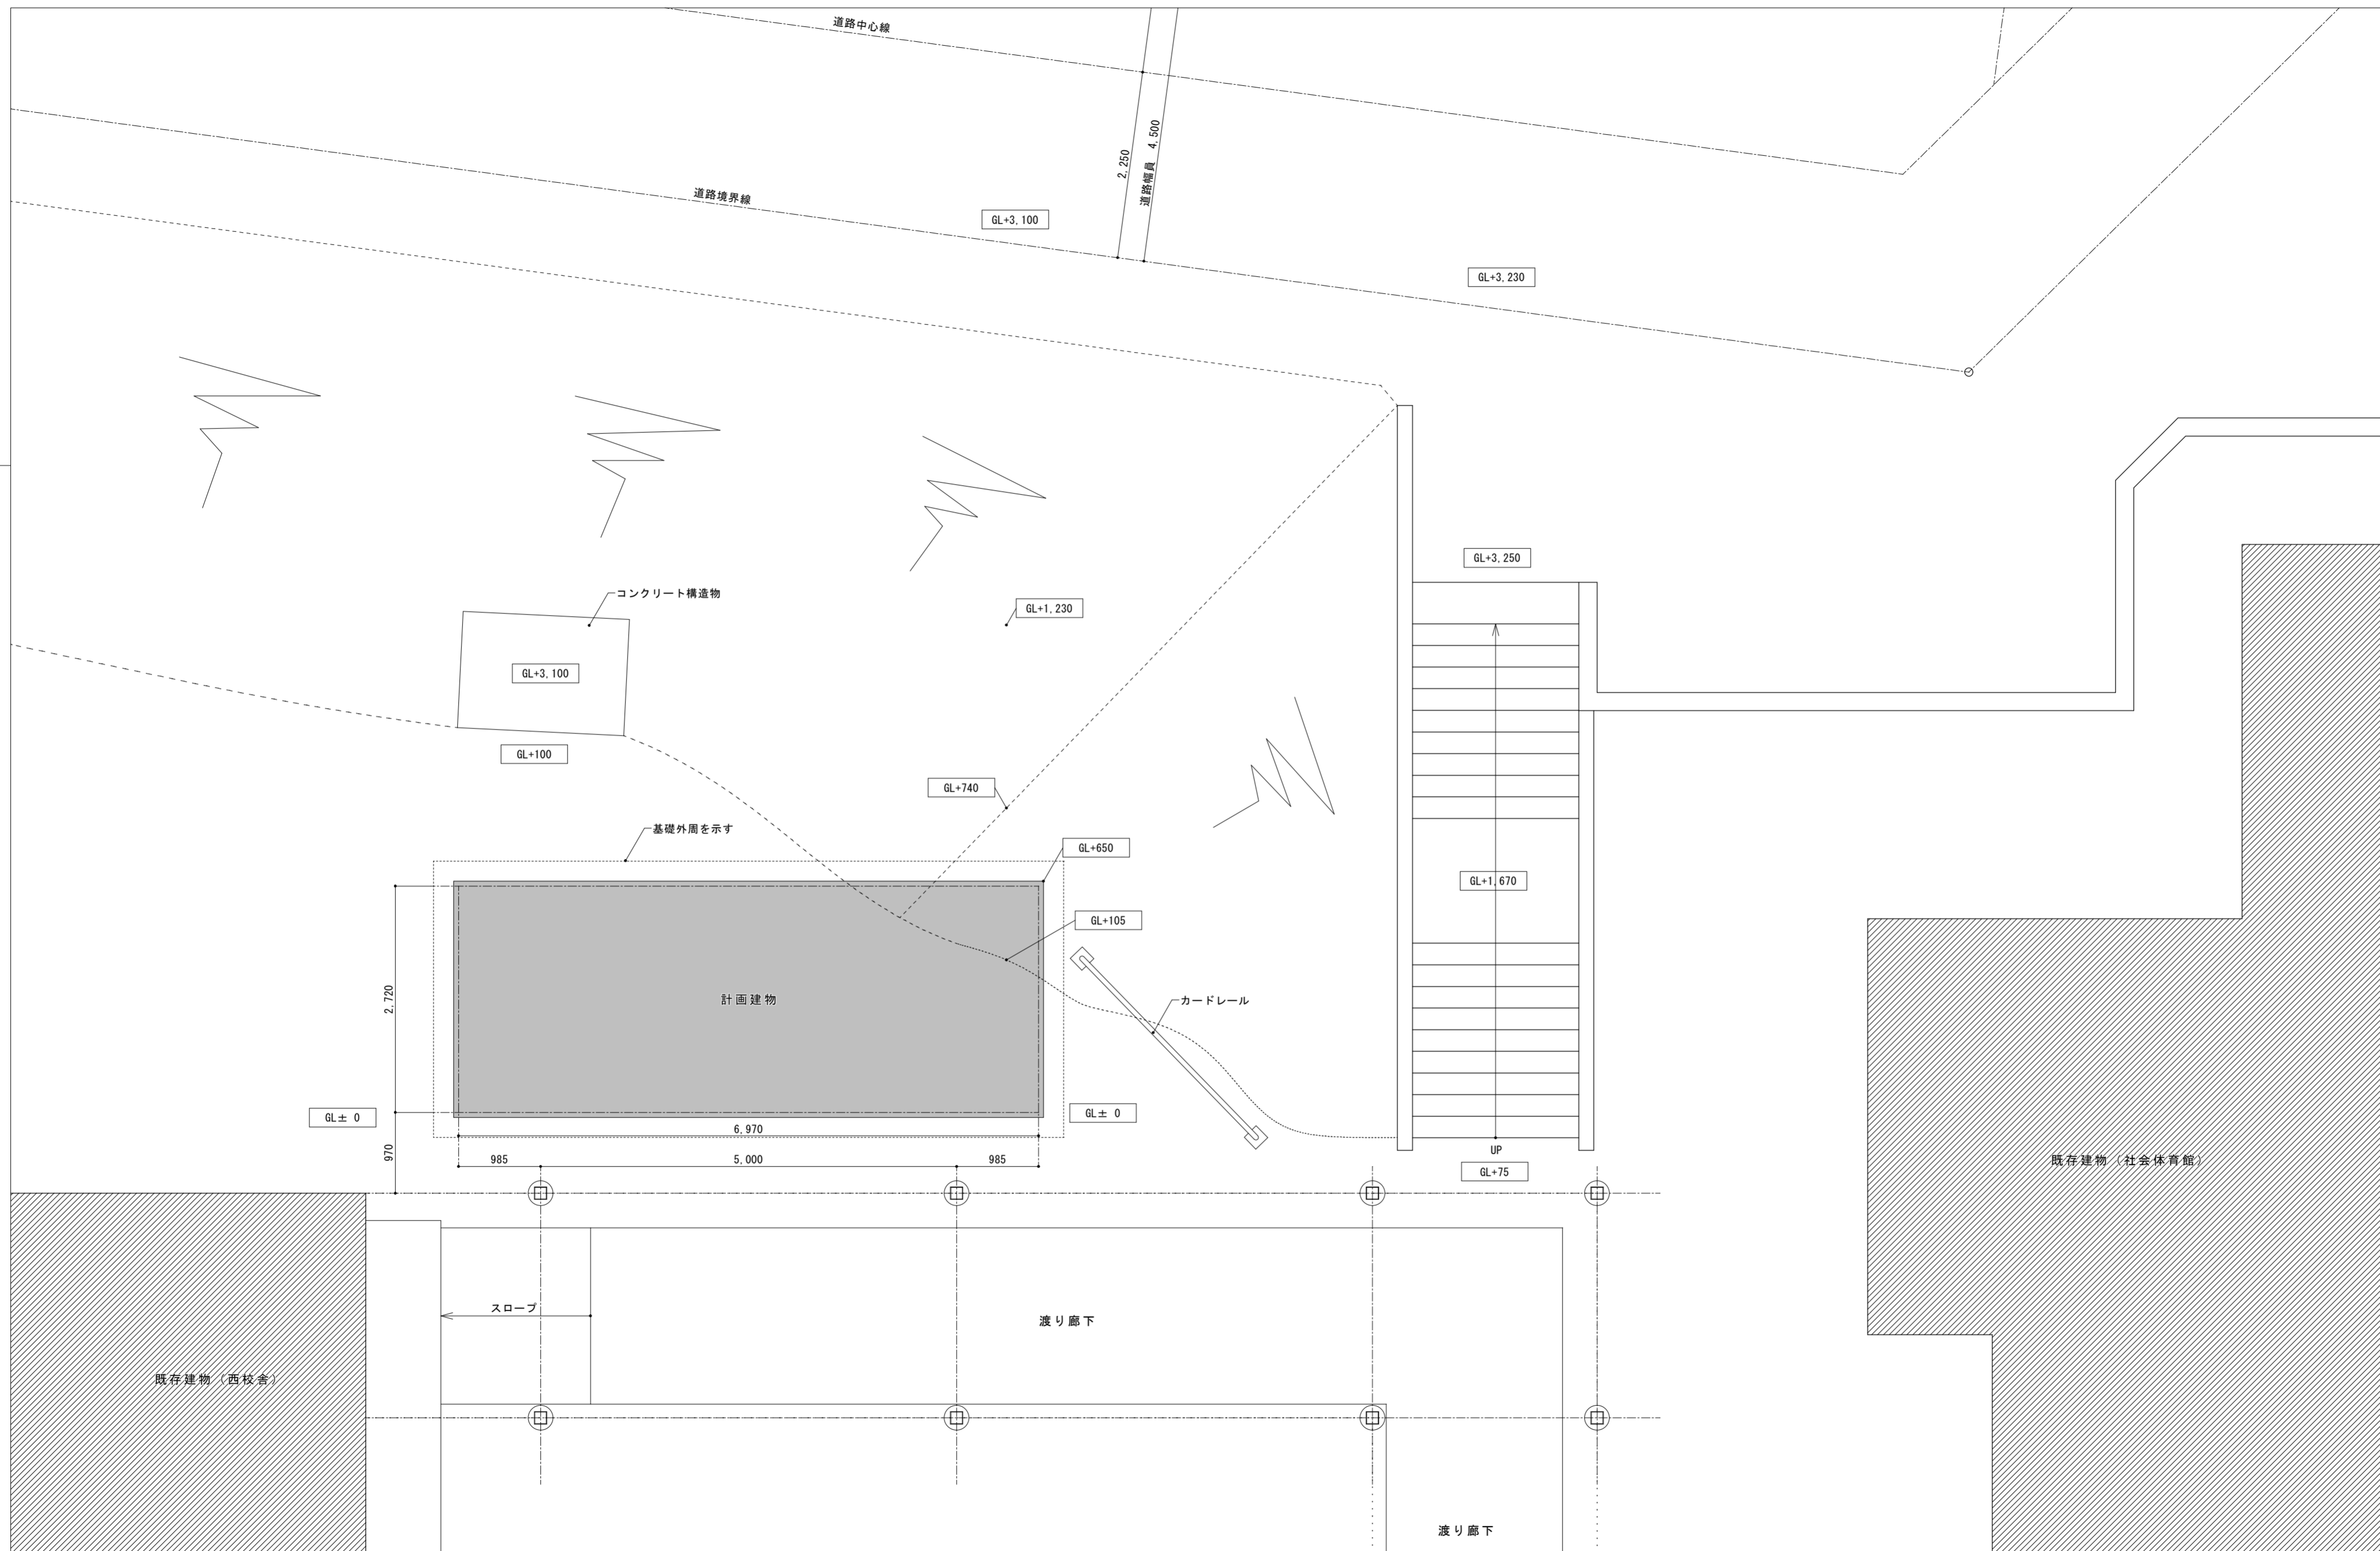 道路中心線
2,250
道路幅員 4,500
道路境界線
GL+3,100
GL+3,230
GL+3,250
コンクリート構造物
GL+1,230
GL+3,100
GL+100
GL+740
基礎外周を示す
GL+650
GL+1,670
GL+105
計画建物
カードレール
2,720
GL± 0
GL± 0
6,970
970
985
5,000
985
UP
GL+75
既存建物（社会体育館）
スロープ
渡り廊下
既存建物（西校舎）
渡り廊下